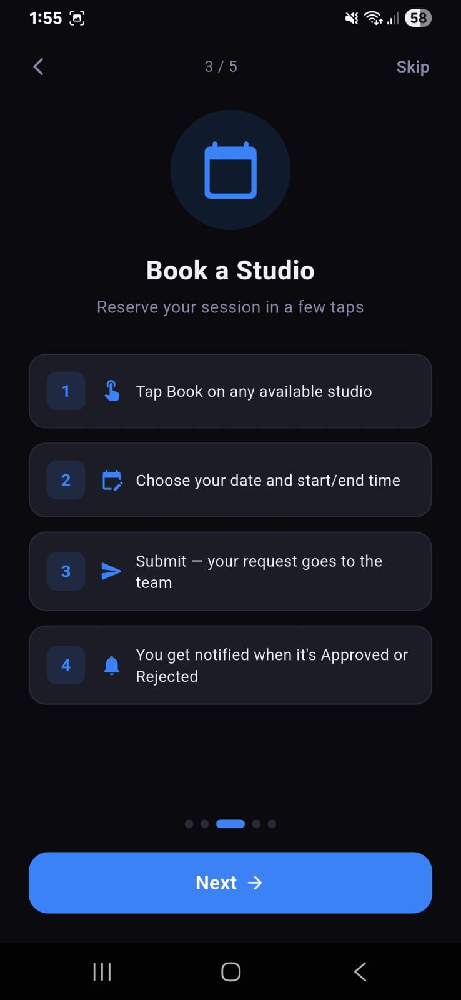 1:55
58
3 / 5
Skip
Book a Studio
Reserve your session in a few taps
1
Tap Book on any available studio
2
Choose your date and start/end time
3
Submit — your request goes to the
team
4
You get notified when it's Approved or
Rejected
Next →